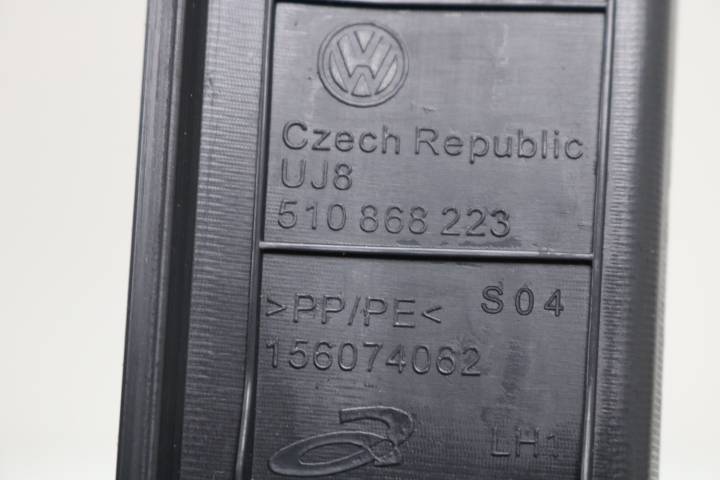 Czech Republic
UJ8
510 868 223
>PP/PE< S04
156074062
LH1